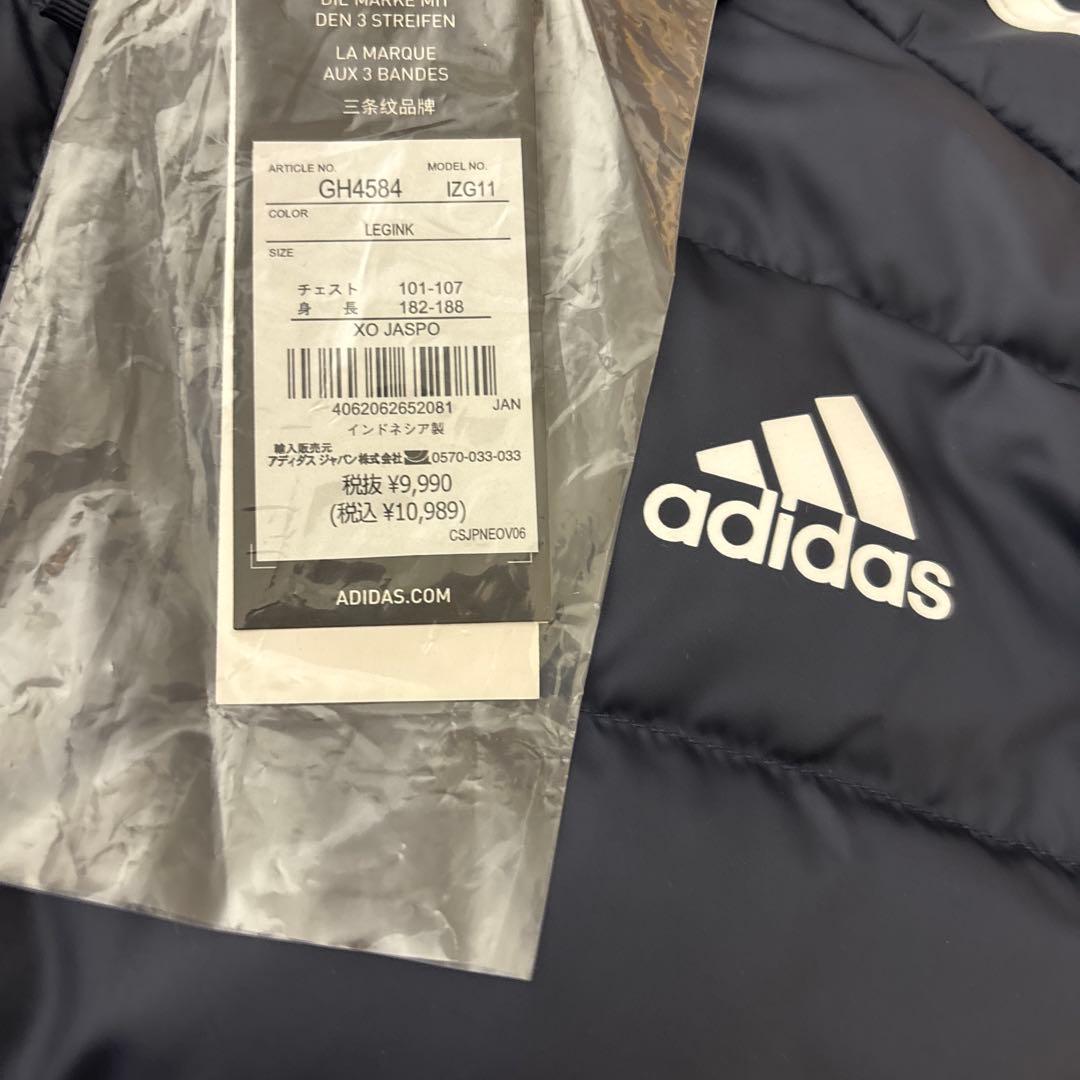 DIE MARKE MIT
DEN 3 STREIFEN
LA MARQUE
AUX 3 BANDES
三条纹品牌
ARTICLE NO. MODEL NO.
GH4584 IZG11
COLOR
LEGINK
SIZE
チェスト 101-107
身長 182-188
XO JASPO
4062062652081 JAN
インドネシア製
輸入販売元
アディダス ジャパン株式会社 0570-033-033
税抜 ¥9,990
(税込 ¥10,989)
CSJPNEOV06
ADIDAS.COM
adidas